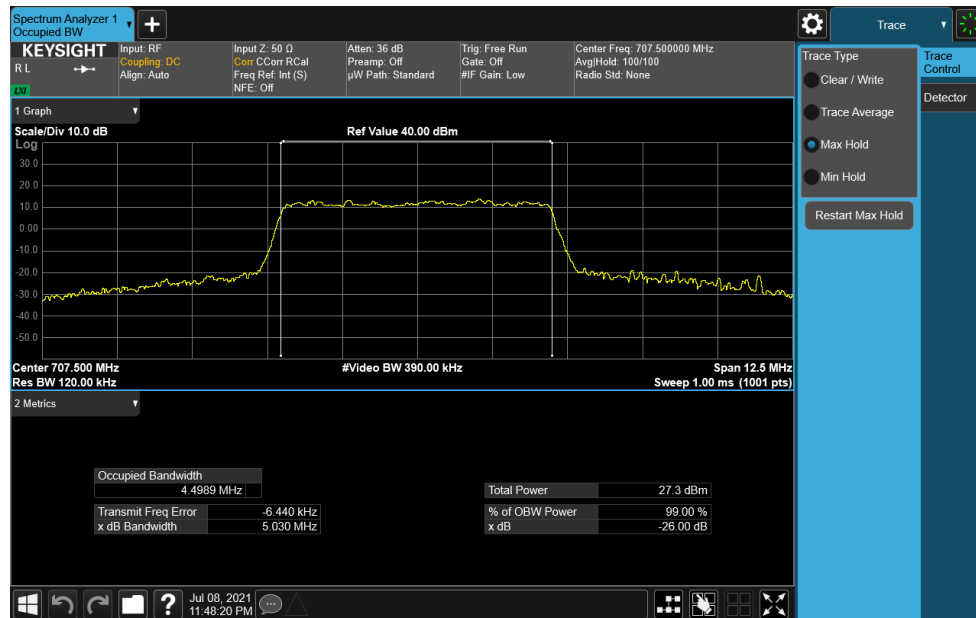 Spectrum Analyzer 1
Occupied BW
Trace
KEYSIGHT
R L
LXI
Input: RF
Coupling: DC
Align: Auto
Input Z: 50 Ω
Corr CCorr RCal
Freq Ref: Int (S)
NFE: Off
Atten: 36 dB
Preamp: Off
µW Path: Standard
Trig: Free Run
Gate: Off
#IF Gain: Low
Center Freq: 707.500000 MHz
Avg|Hold: 100/100
Radio Std: None
Trace Type
Clear / Write
Trace Average
Max Hold
Min Hold
Restart Max Hold
Trace
Control
Detector
1 Graph
Scale/Div 10.0 dB
Ref Value 40.00 dBm
Log
30.0
20.0
10.0
0.00
-10.0
-20.0
-30.0
-40.0
-50.0
Center 707.500 MHz
#Video BW 390.00 kHz
Span 12.5 MHz
Res BW 120.00 kHz
Sweep 1.00 ms (1001 pts)
2 Metrics
Occupied Bandwidth
4.4989 MHz
Total Power 27.3 dBm
Transmit Freq Error -6.440 kHz
% of OBW Power 99.00 %
x dB Bandwidth 5.030 MHz
x dB -26.00 dB
?
Jul 08, 2021
11:48:20 PM